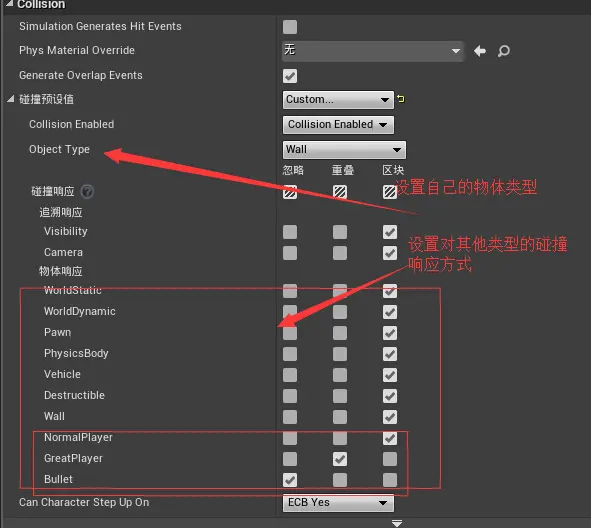 Collision
Simulation Generates Hit Events
Phys Material Override 无
Generate Overlap Events
碰撞预设值 Custom...
Collision Enabled Collision Enabled
Object Type Wall
忽略 重叠 区块
碰撞响应 ? 设置自己的物体类型
追溯响应
Visibility
设置对其他类型的碰撞
Camera
响应方式
物体响应
WorldStatic
WorldDynamic
Pawn
PhysicsBody
Vehicle
Destructible
Wall
NormalPlayer
GreatPlayer
Bullet
Can Character Step Up On ECB Yes